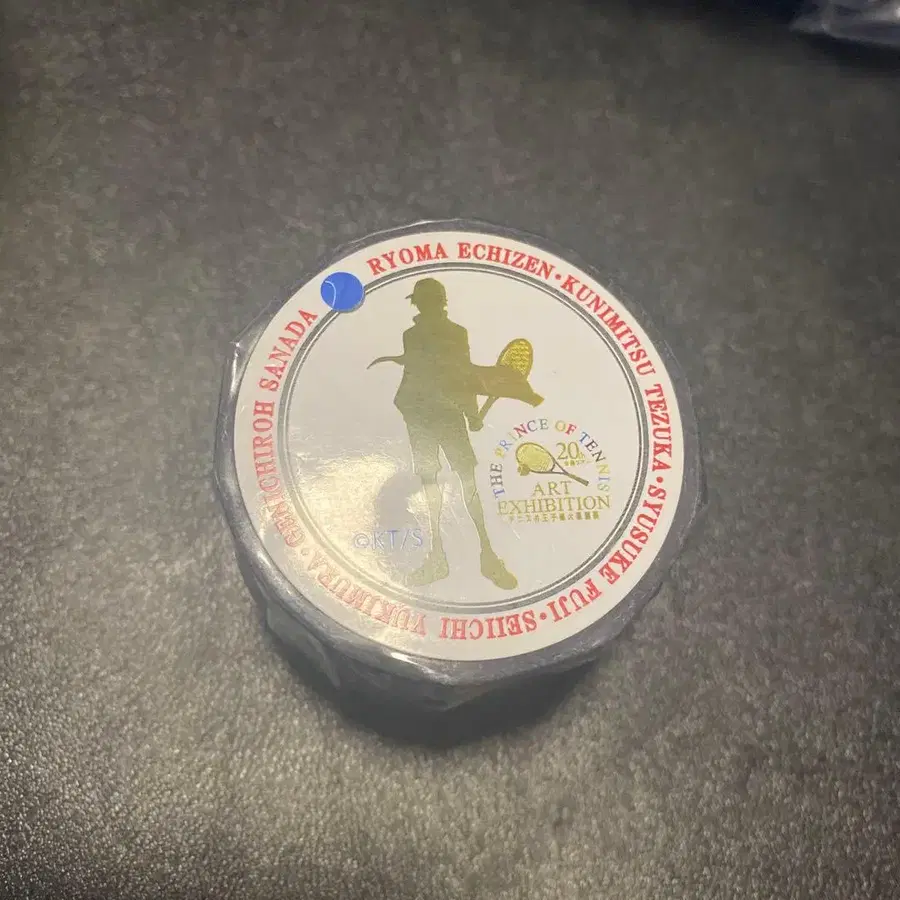 RYOMA ECHIZEN・KUNIMITSU TEZUKA・SYUSUKE FUJI・SEIICHI YUKIMURA・GENICHIROH SANADA
THE PRINCE OF TENNIS
20th
ART
EXHIBITION
©KT/S